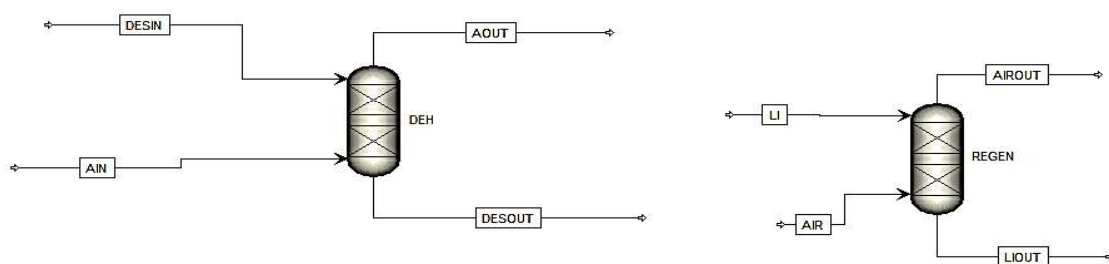 DESIN
AOUT
DEH
AIN
DESOUT
AIROUT
LI
REGEN
AIR
LIOUT